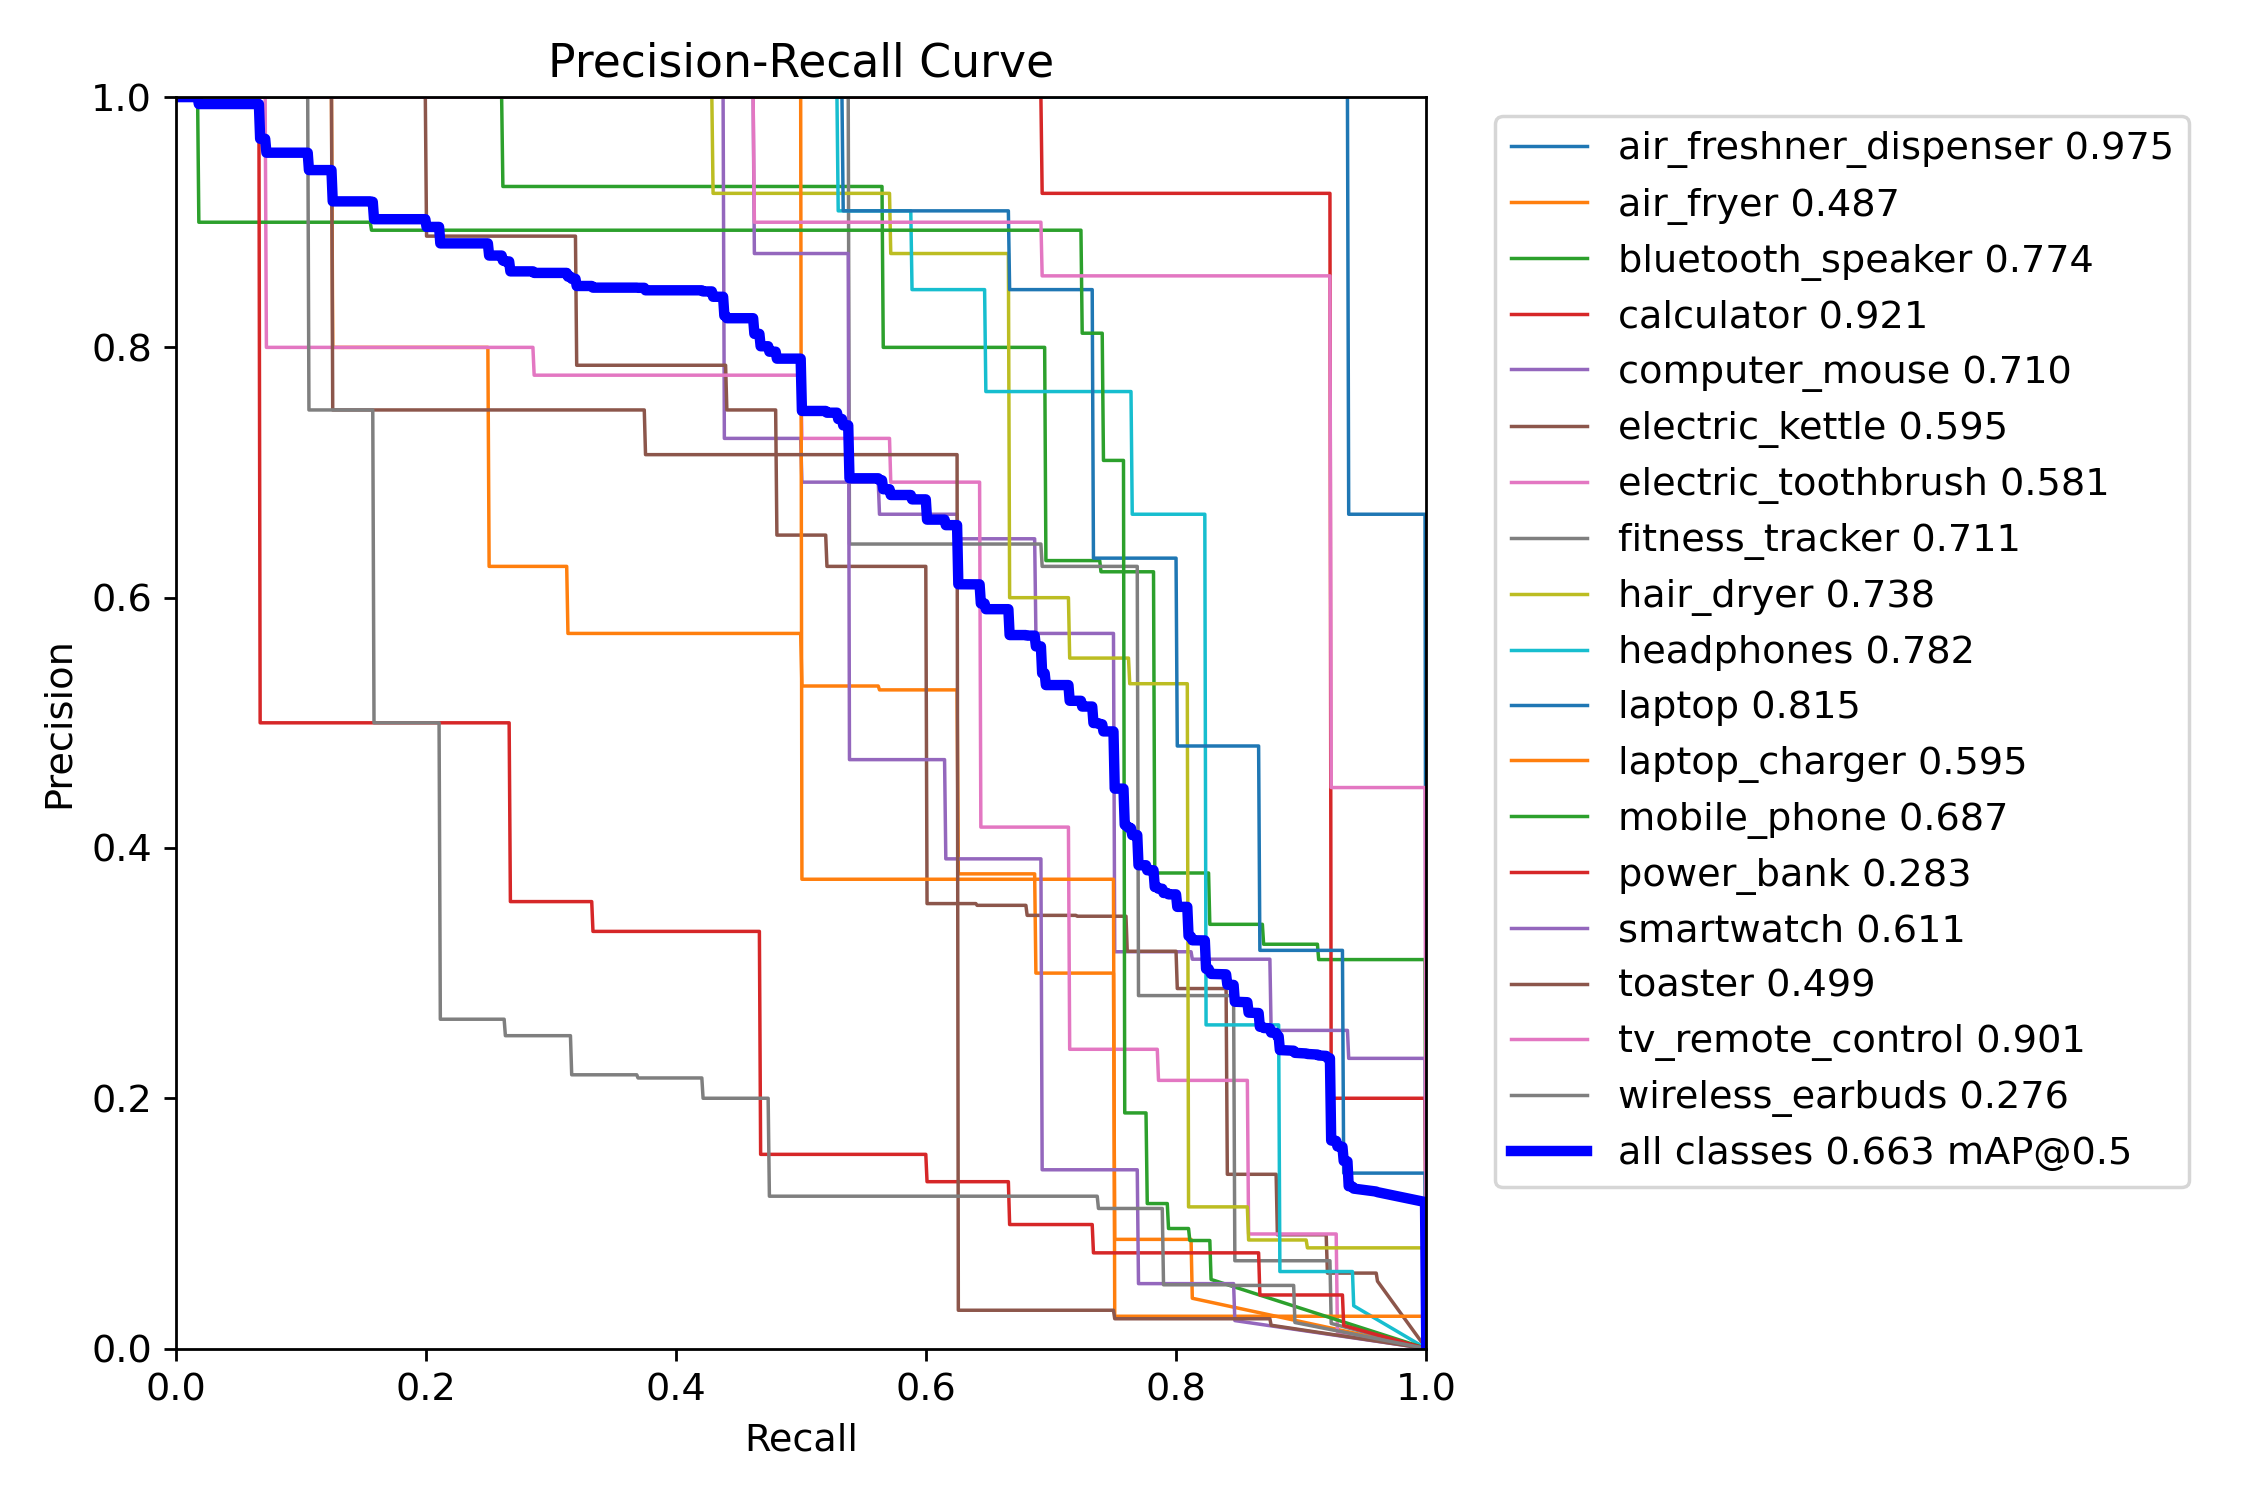 Precision-Recall Curve
1.0
0.8
0.6
0.4
0.2
0.0
Precision
0.0 0.2 0.4 0.6 0.8 1.0
Recall
air_freshner_dispenser 0.975
air_fryer 0.487
bluetooth_speaker 0.774
calculator 0.921
computer_mouse 0.710
electric_kettle 0.595
electric_toothbrush 0.581
fitness_tracker 0.711
hair_dryer 0.738
headphones 0.782
laptop 0.815
laptop_charger 0.595
mobile_phone 0.687
power_bank 0.283
smartwatch 0.611
toaster 0.499
tv_remote_control 0.901
wireless_earbuds 0.276
all classes 0.663 mAP@0.5